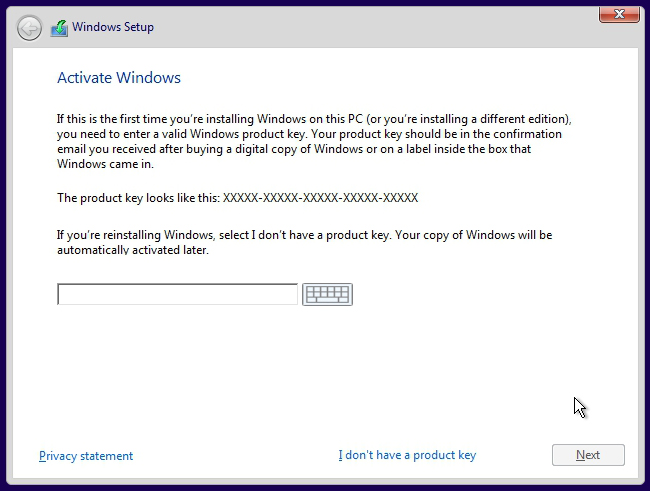 Windows Setup
Activate Windows
If this is the first time you're installing Windows on this PC (or you're installing a different edition),
you need to enter a valid Windows product key. Your product key should be in the confirmation
email you received after buying a digital copy of Windows or on a label inside the box that
Windows came in.
The product key looks like this: XXXXX-XXXXX-XXXXX-XXXXX-XXXXX
If you're reinstalling Windows, select I don't have a product key. Your copy of Windows will be
automatically activated later.
Privacy statement
I don't have a product key
Next